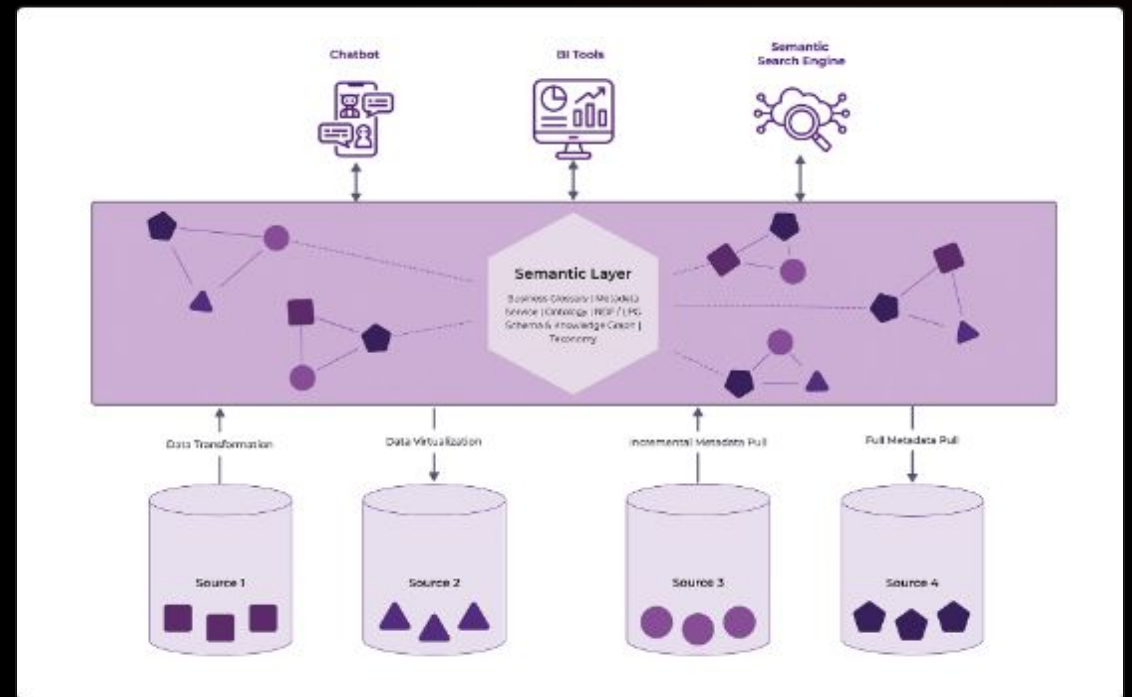 Chatbot
BI Tools
Semantic
Search Engine
Semantic Layer
Business Glossary | Metadata
Service | Ontology | RDF / LPG
Schema & Knowledge Graph |
Taxonomy
Data Transformation
Data Virtualization
Incremental Metadata Pull
Full Metadata Pull
Source 1
Source 2
Source 3
Source 4